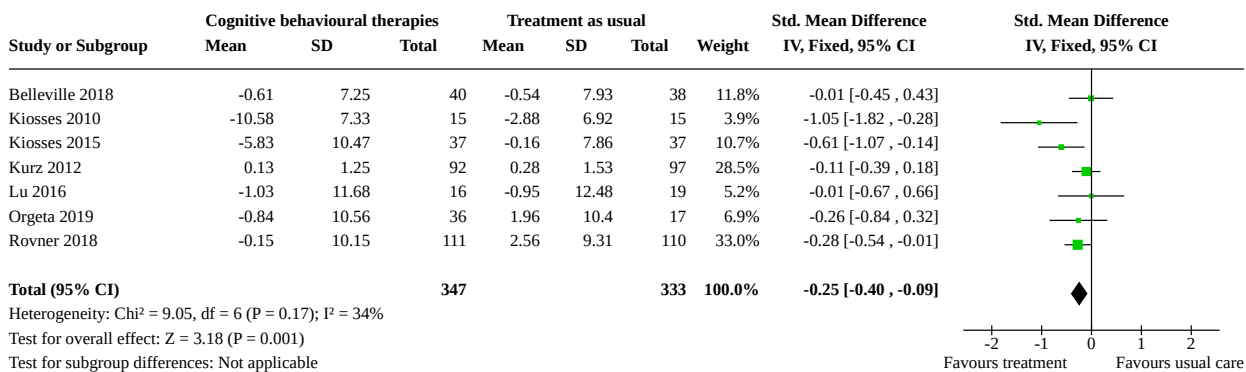 Cognitive behavioural therapies Treatment as usual Std. Mean Difference Std. Mean Difference
Study or Subgroup Mean SD Total Mean SD Total Weight IV, Fixed, 95% CI IV, Fixed, 95% CI
Belleville 2018 -0.61 7.25 40 -0.54 7.93 38 11.8% -0.01 [-0.45 , 0.43]
Kiosses 2010 -10.58 7.33 15 -2.88 6.92 15 3.9% -1.05 [-1.82 , -0.28]
Kiosses 2015 -5.83 10.47 37 -0.16 7.86 37 10.7% -0.61 [-1.07 , -0.14]
Kurz 2012 0.13 1.25 92 0.28 1.53 97 28.5% -0.11 [-0.39 , 0.18]
Lu 2016 -1.03 11.68 16 -0.95 12.48 19 5.2% -0.01 [-0.67 , 0.66]
Orgeta 2019 -0.84 10.56 36 1.96 10.4 17 6.9% -0.26 [-0.84 , 0.32]
Rovner 2018 -0.15 10.15 111 2.56 9.31 110 33.0% -0.28 [-0.54 , -0.01]
Total (95% CI) 347 333 100.0% -0.25 [-0.40 , -0.09]
Heterogeneity: Chi² = 9.05, df = 6 (P = 0.17); I² = 34%
Test for overall effect: Z = 3.18 (P = 0.001) -2 -1 0 1 2
Test for subgroup differences: Not applicable Favours treatment Favours usual care